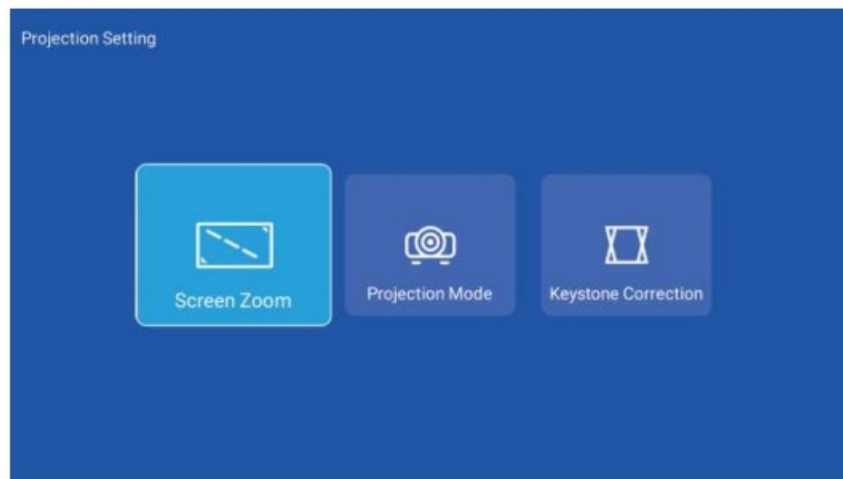 Projection Setting
Screen Zoom
Projection Mode
Keystone Correction